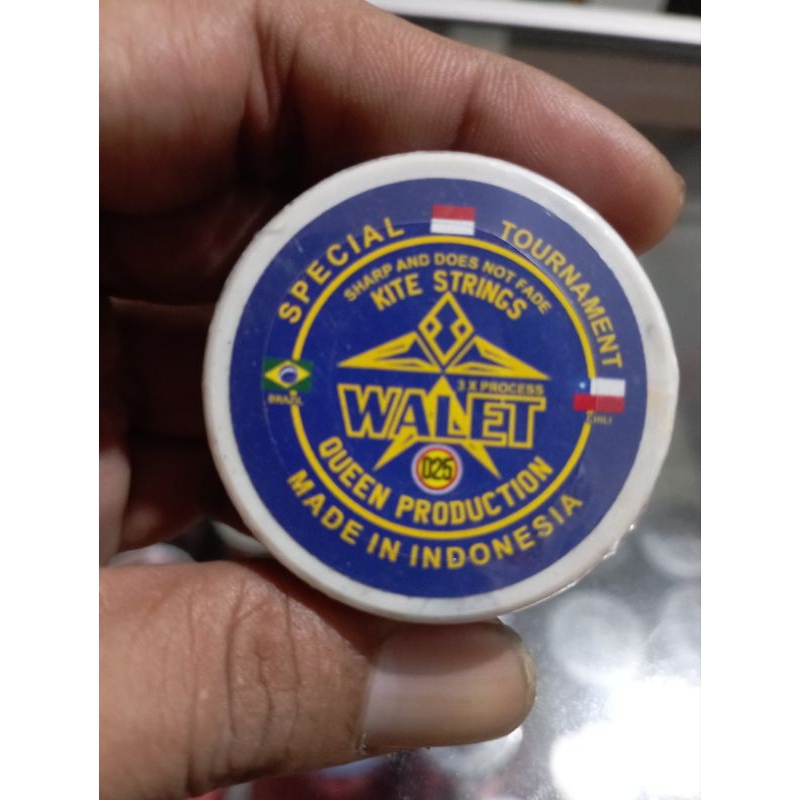 SPECIAL TOURNAMENT
SHARP AND DOES NOT FADE
KITE STRINGS
3 X PROCESS
WALET
BRAZIL
CHILI
025
QUEEN PRODUCTION
MADE IN INDONESIA